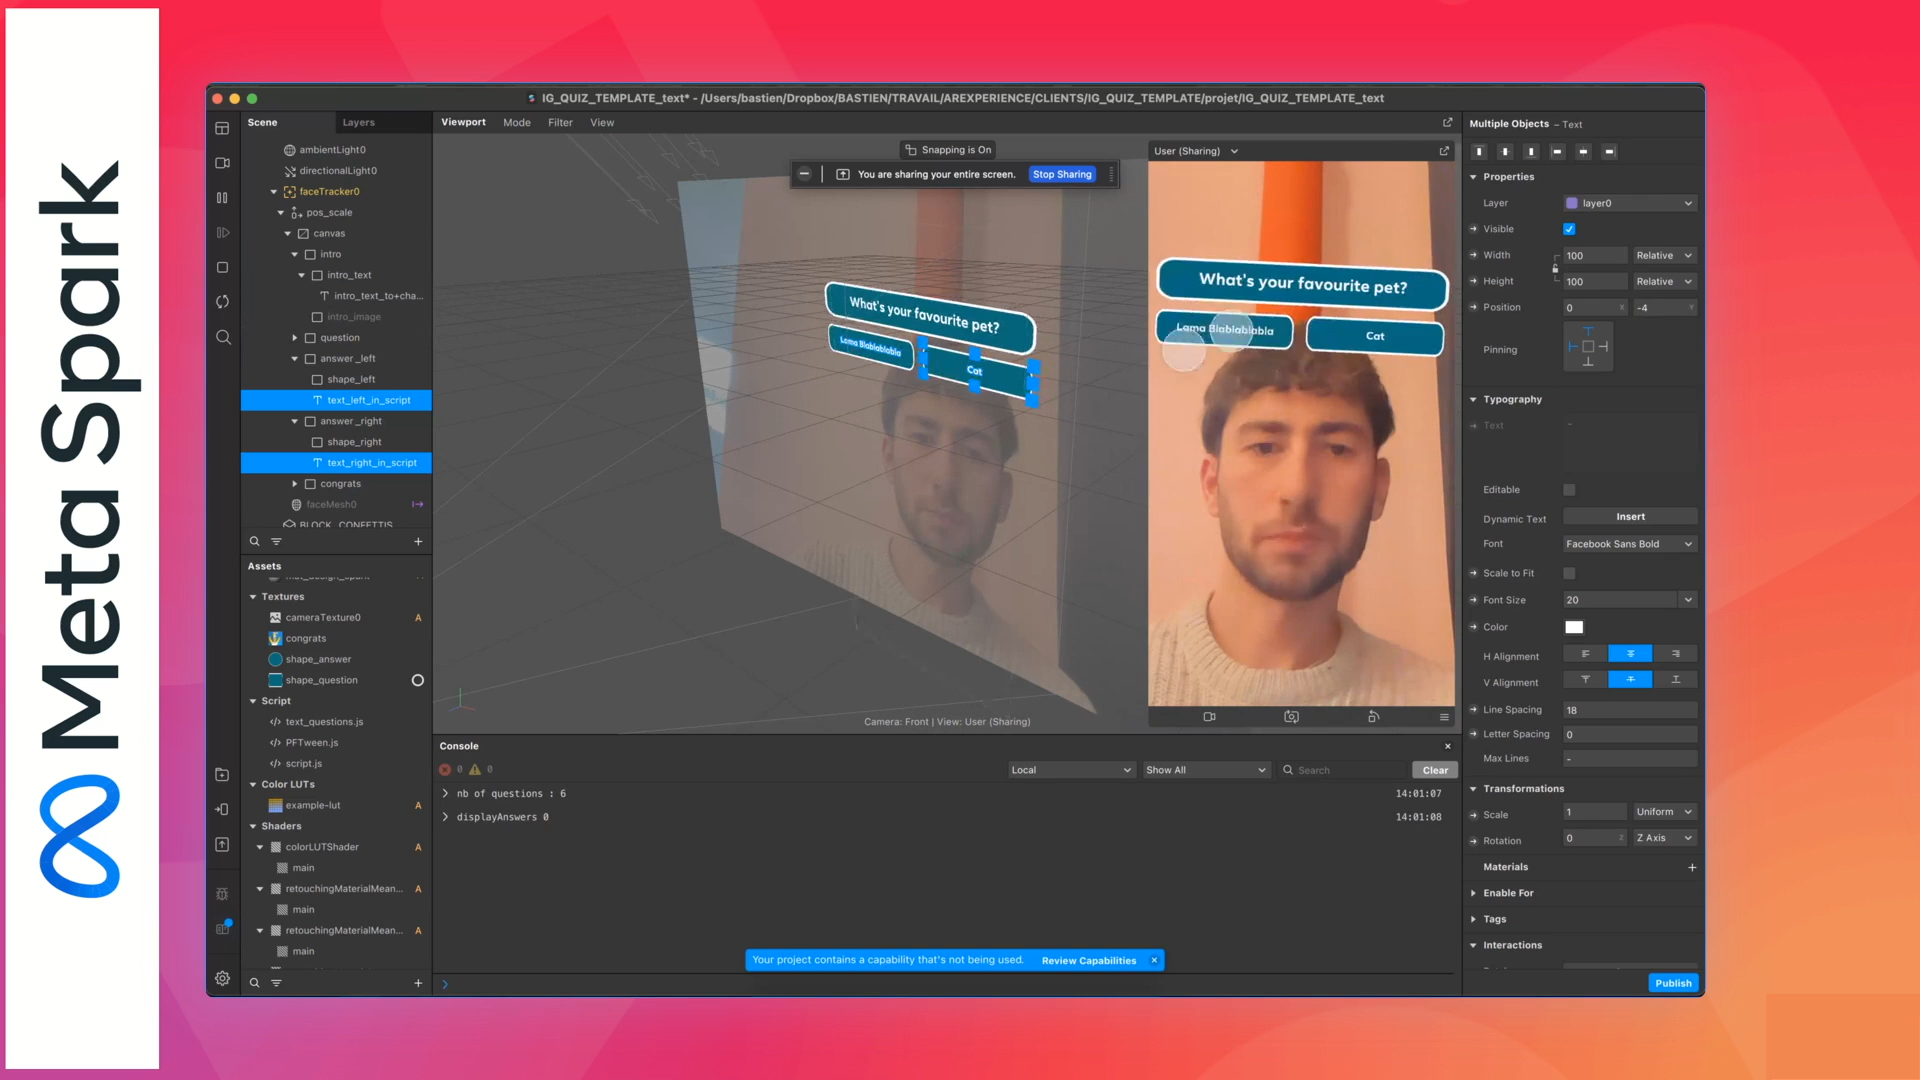 Meta Spark
IG_QUIZ_TEMPLATE_text* - /Users/bastien/Dropbox/BASTIEN/TRAVAIL/AREXPERIENCE/CLIENTS/IG_QUIZ_TEMPLATE/projet/IG_QUIZ_TEMPLATE_text
Scene
Layers
ambientLight0
directionalLight0
faceTracker0
pos_scale
canvas
intro
intro_text
intro_text_to+cha...
intro_image
question
answer_left
shape_left
text_left_in_script
answer_right
shape_right
text_right_in_script
congrats
faceMesh0
BLOCK_CONFETTIS
Assets
Textures
cameraTexture0 A
congrats
shape_answer
shape_question
Script
text_questions.js
PFTween.js
script.js
Color LUTs
example-lut A
Shaders
colorLUTShader A
main
retouchingMaterialMean... A
main
retouchingMaterialMean... A
main
Viewport Mode Filter View
Snapping is On
You are sharing your entire screen. Stop Sharing
What's your favourite pet?
Lama Blablablabla
Cat
Camera: Front | View: User (Sharing)
User (Sharing)
What's your favourite pet?
Lama Blablablabla
Cat
Console
0 0
Local
Show All
Search
Clear
nb of questions : 6 14:01:07
displayAnswers 0 14:01:08
Your project contains a capability that's not being used. Review Capabilities
Multiple Objects - Text
Properties
Layer layer0
Visible
Width 100 Relative
Height 100 Relative
Position 0 X -4 Y
Pinning
Typography
Text -
Editable
Dynamic Text Insert
Font Facebook Sans Bold
Scale to Fit
Font Size 20
Color
H Alignment
V Alignment
Line Spacing 18
Letter Spacing 0
Max Lines -
Transformations
Scale 1 Uniform
Rotation 0 Z Z Axis
Materials
Enable For
Tags
Interactions
Publish